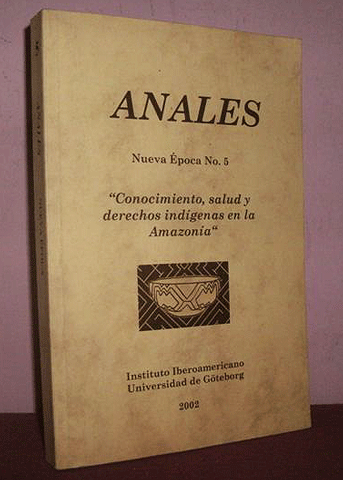 ANALES
Nueva Época No. 5
“Conocimiento, salud y
derechos indígenas en la
Amazonia“
Instituto Iberoamericano
Universidad de Göteborg
2002